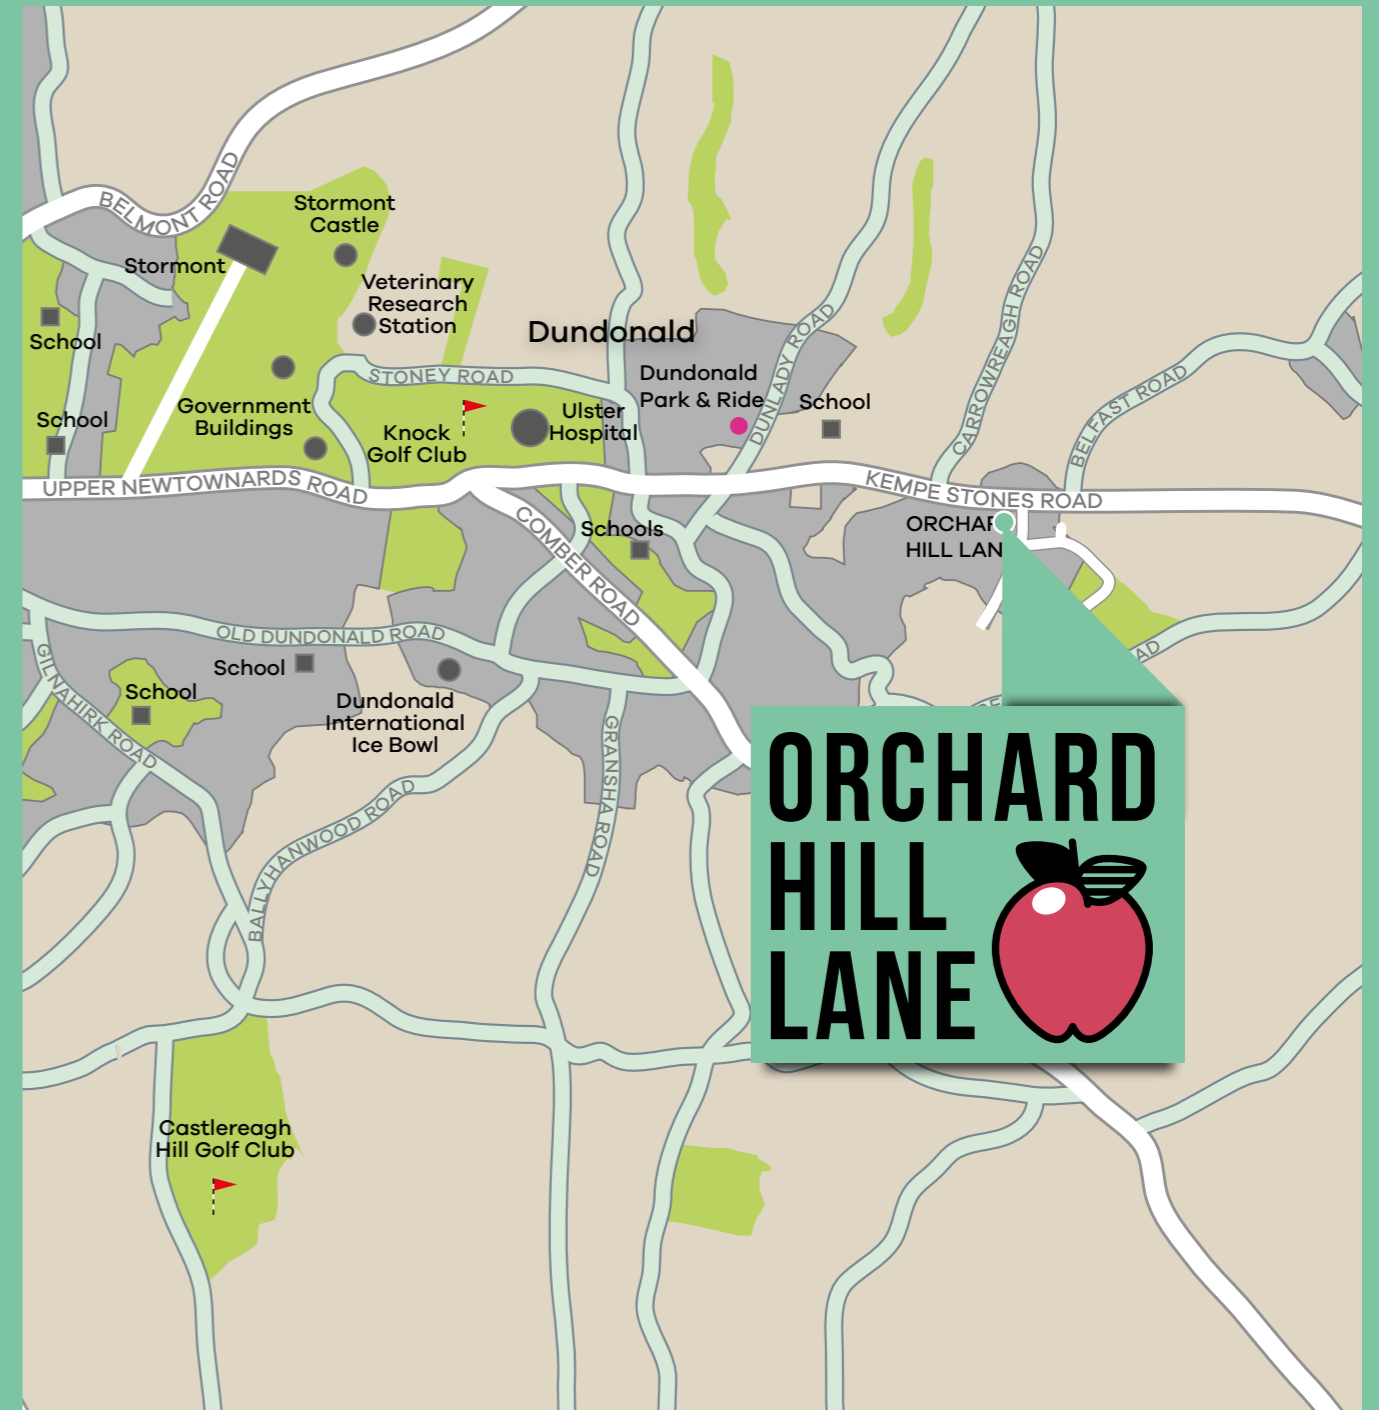 BELMONT ROAD
Stormont
Castle
Stormont
Veterinary
Research
Station
School
Dundonald
STONEY ROAD
Dundonald
Park & Ride
DUNLADY ROAD
CARROWREAGH ROAD
BELFAST ROAD
School
School
Government
Buildings
Knock
Golf Club
Ulster
Hospital
UPPER NEWTOWNARDS ROAD
KEMPE STONES ROAD
COMBER ROAD
Schools
ORCHAR
HILL LAN
OLD DUNDONALD ROAD
GILNAHIRK ROAD
School
School
Dundonald
International
Ice Bowl
AD
GRANSHA ROAD
BALLYHANWOOD ROAD
ORCHARD
HILL
LANE
Castlereagh
Hill Golf Club